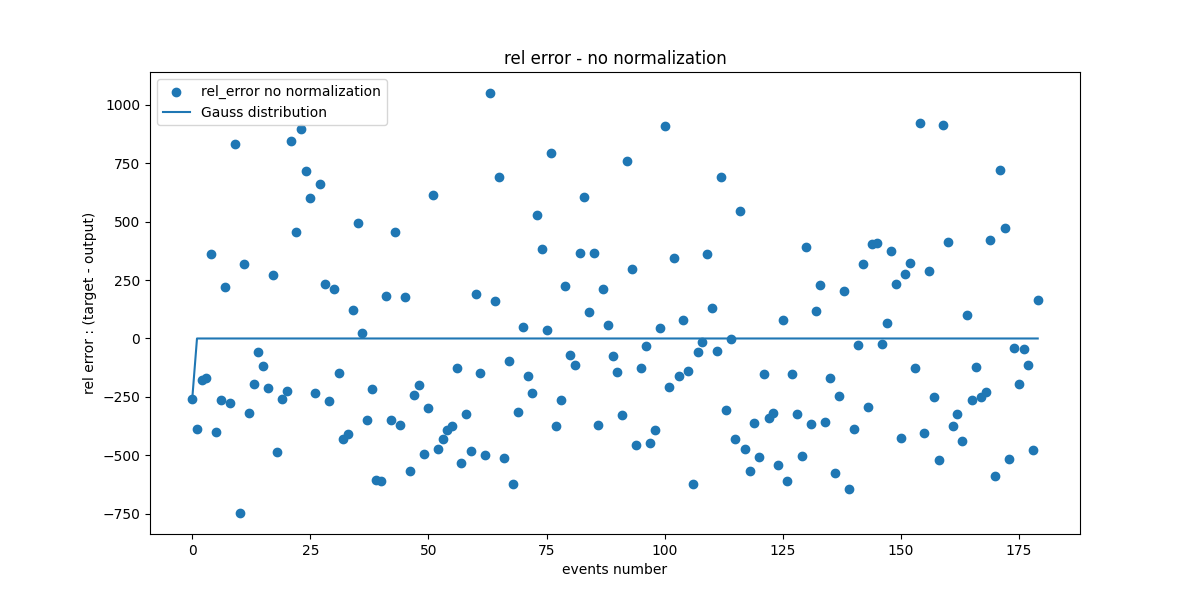 rel error - no normalization
rel_error no normalization
Gauss distribution
rel error : (target - output)
1000
750
500
250
0
−250
−500
−750
0 25 50 75 100 125 150 175
events number